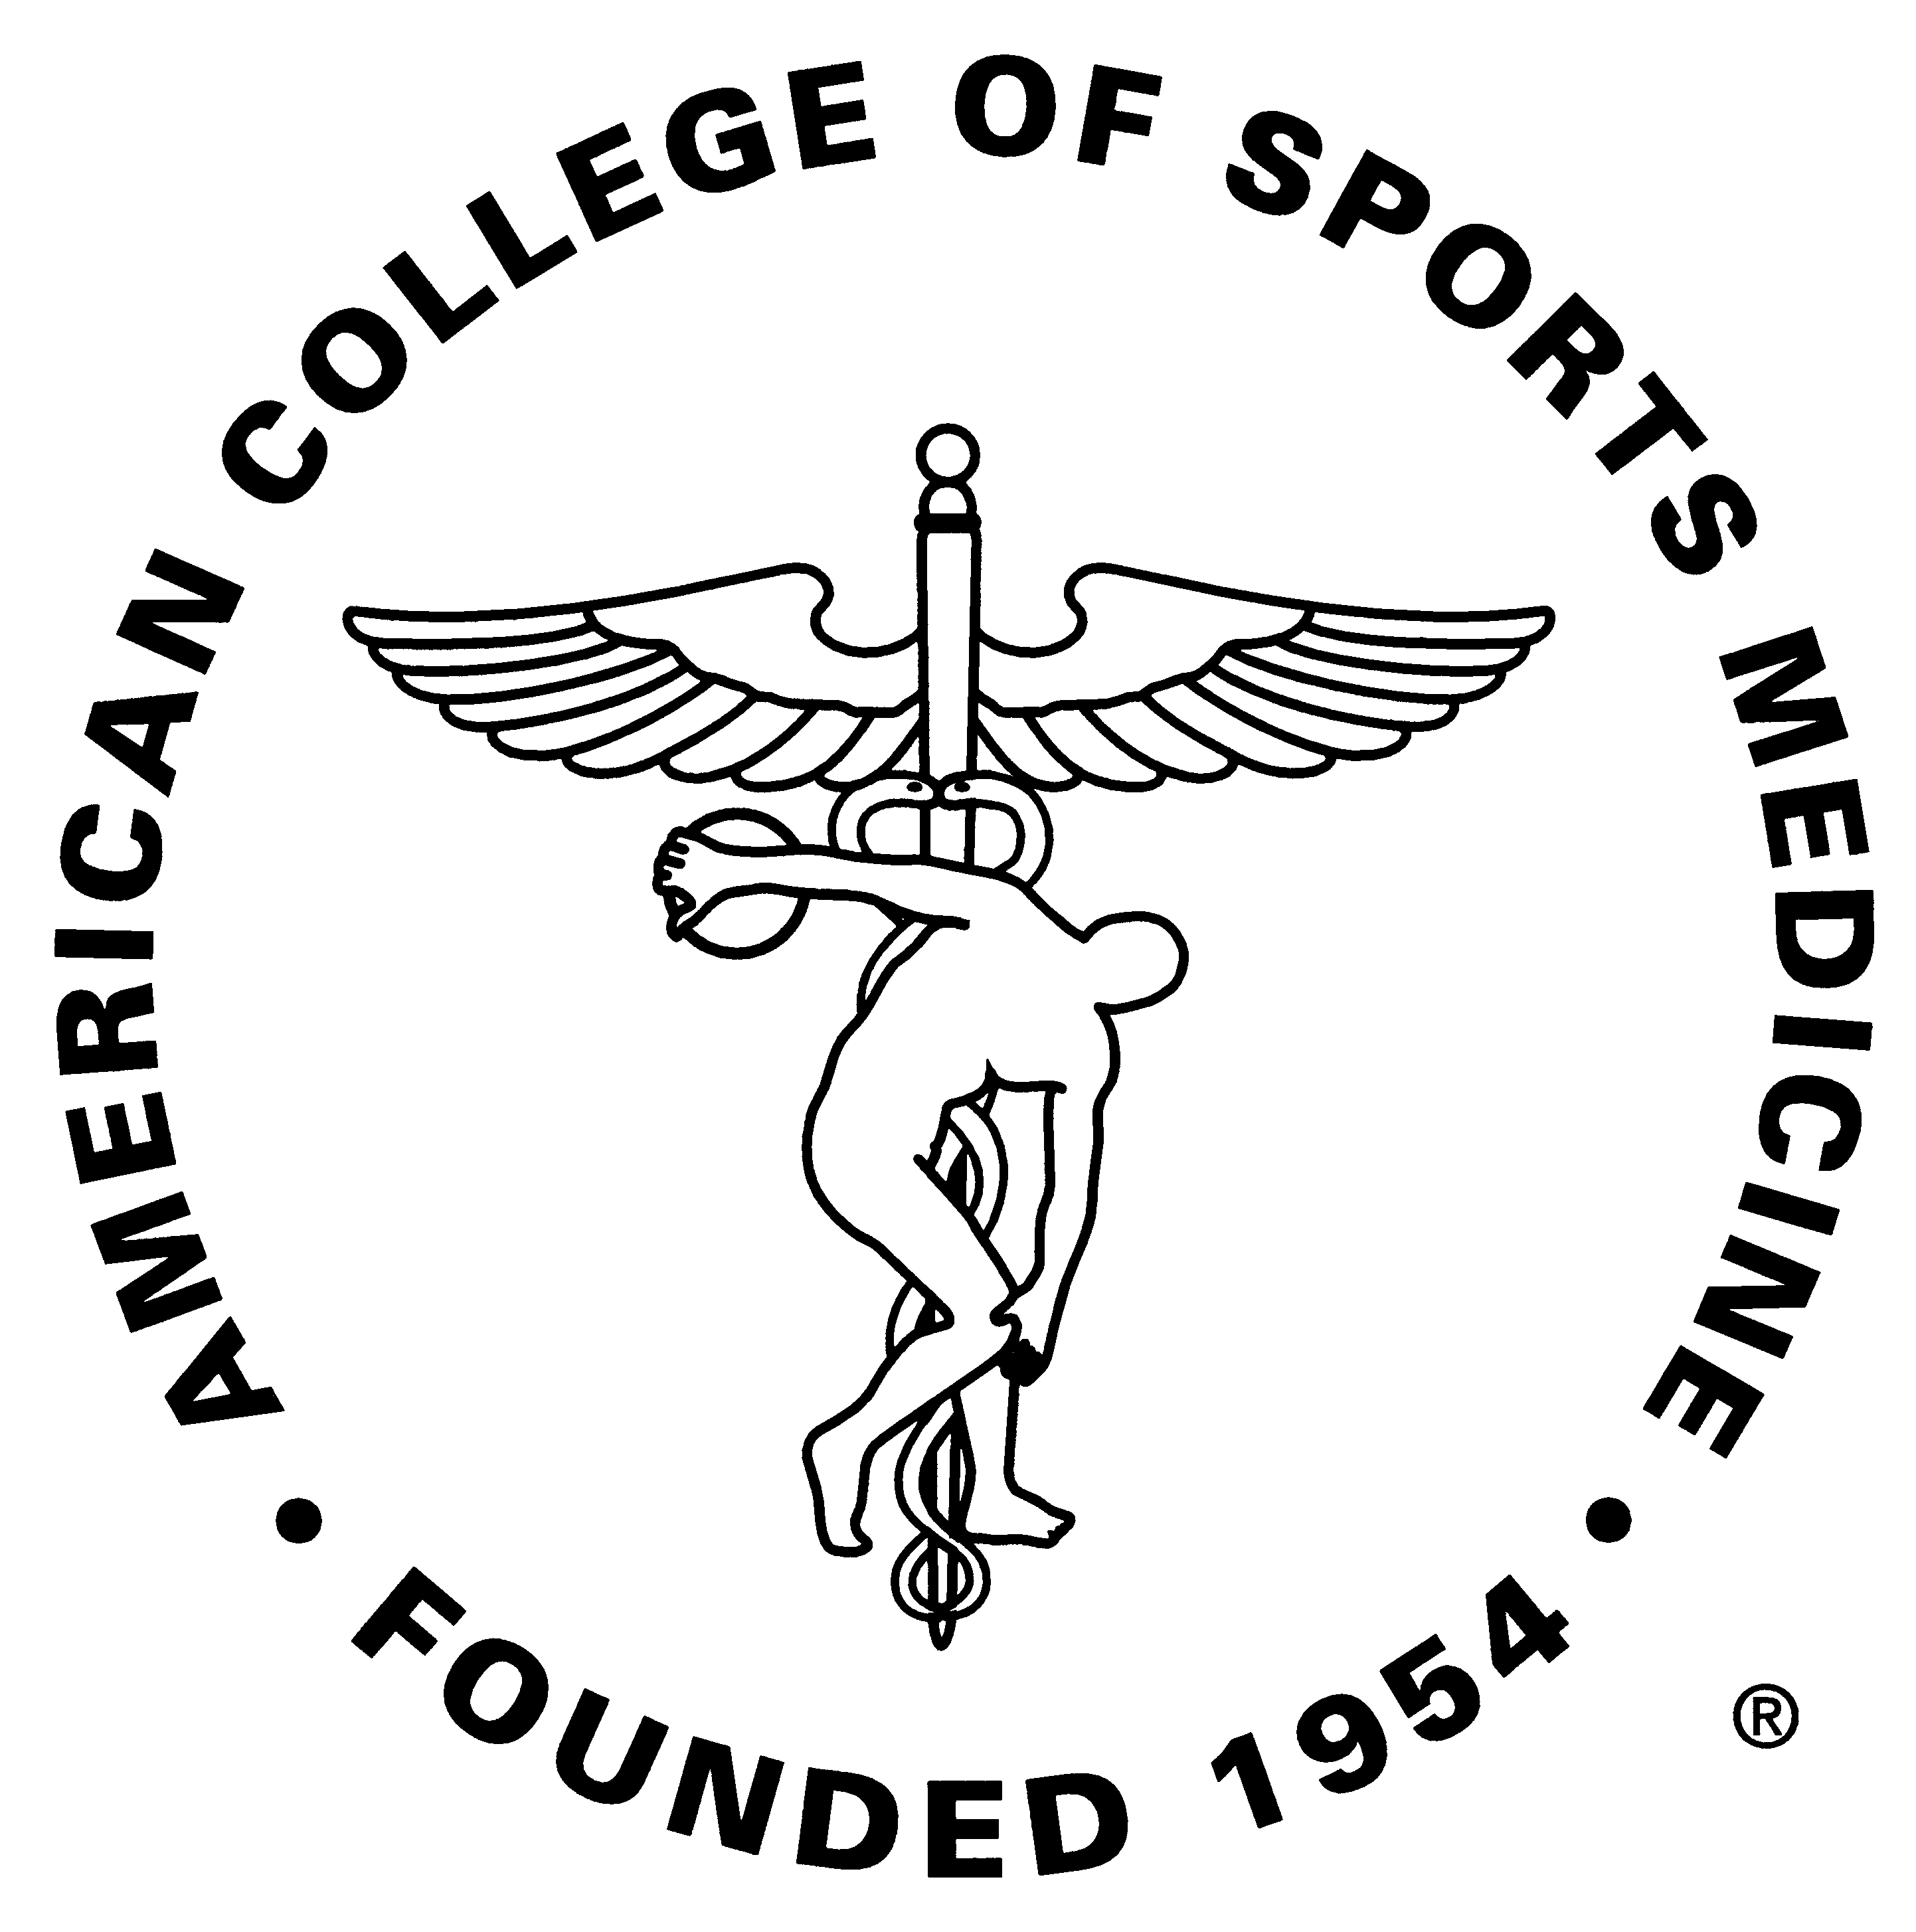 AMERICAN COLLEGE OF SPORTS MEDICINE
• FOUNDED 1954 •
®